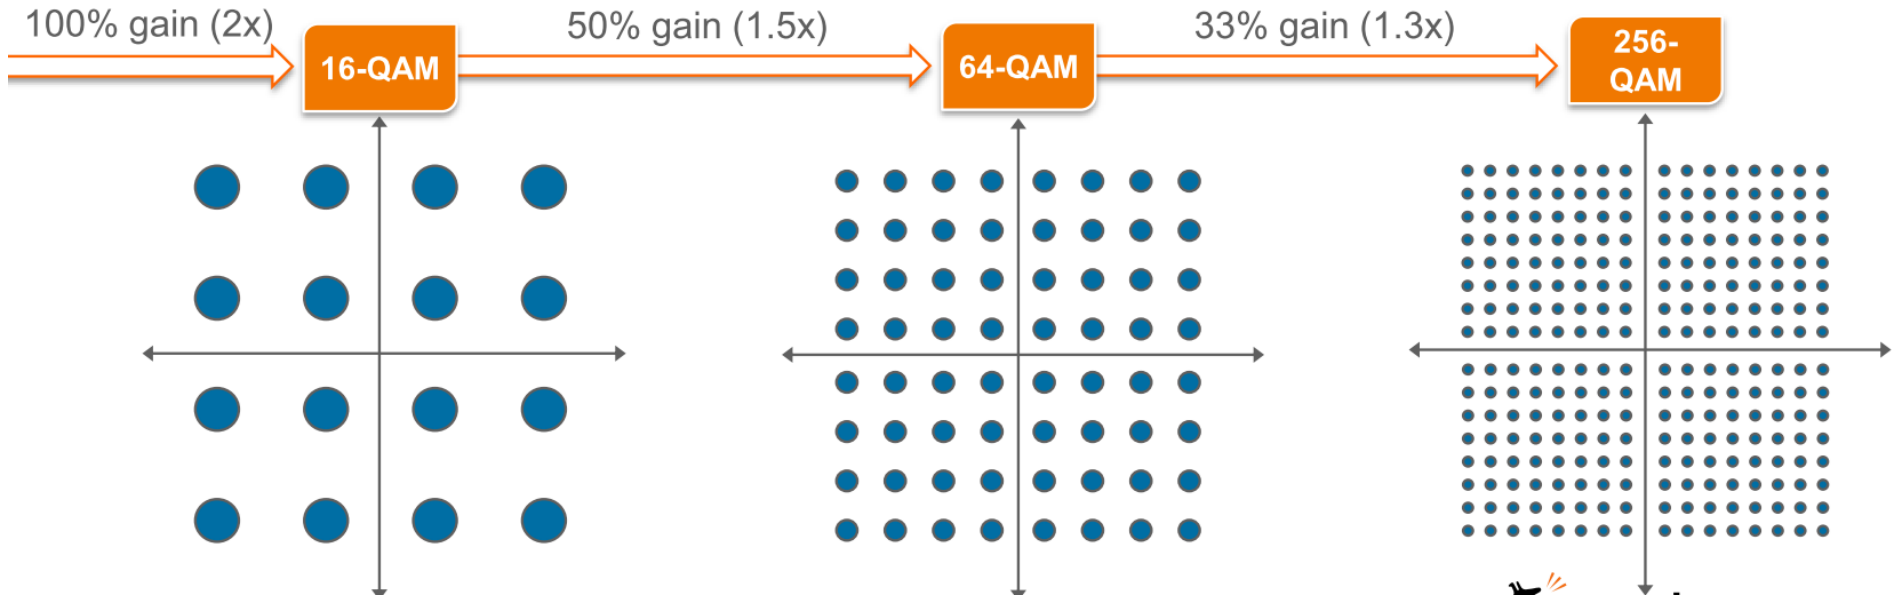 100% gain (2x)
50% gain (1.5x)
33% gain (1.3x)
16-QAM
64-QAM
256-
QAM